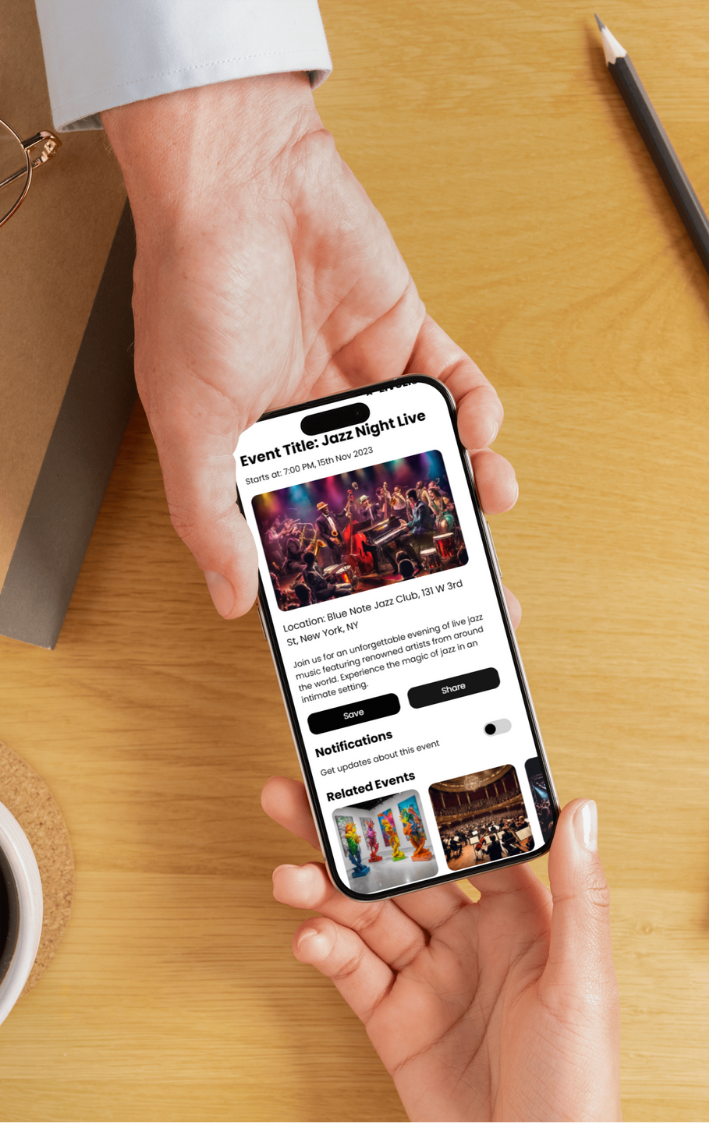 Event Title: Jazz Night Live
Starts at: 7:00 PM, 15th Nov 2023
Location: Blue Note Jazz Club, 131 W 3rd
St, New York, NY
Join us for an unforgettable evening of live jazz
music featuring renowned artists from around
the world. Experience the magic of jazz in an
intimate setting.
Save
Share
Notifications
Get updates about this event
Related Events